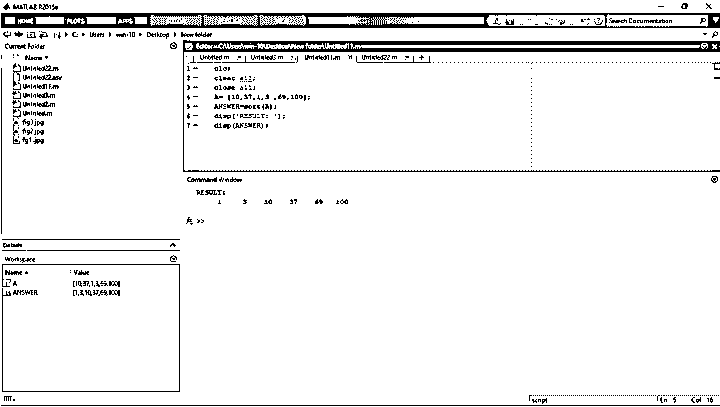 MATLAB R2015a
HOME PLOTS APPS Search Documentation
C: Users win-10 Desktop New folder
Current Folder
Name
Untitled22.m
Untitled22.asv
Untitled11.m
Untitled3.m
Untitled2.m
Untitled.m
fig3.jpg
fig2.jpg
fig1.jpg
Details
Workspace
Name Value
A [10,37,1,3,69,100]
ANSWER [1,3,10,37,69,100]
Editor - C:\Users\win-10\Desktop\New folder\Untitled11.m
Untitled.m Untitled3.m Untitled11.m Untitled22.m +
1 clc;
2 clear all;
3 close all;
4 A= [10,37,1,3 ,69,100];
5 ANSWER=sort(A);
6 disp('RESULT: ');
7 disp(ANSWER);
Command Window
RESULT:
1 3 10 37 69 100
fx >>
script Ln 5 Col 16